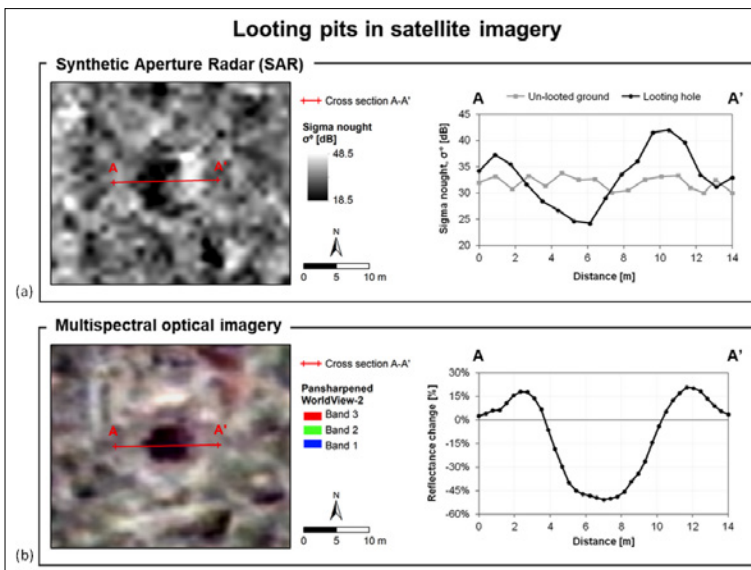 Looting pits in satellite imagery
Synthetic Aperture Radar (SAR)
A
A'
Cross section A-A'
Sigma nought
σ° [dB]
48.5
18.5
N
0 5 10 m
(a)
A
Un-looted ground
Looting hole
A'
Sigma nought, σ° [dB]
45
40
35
30
25
20
0 2 4 6 8 10 12 14
Distance [m]
Multispectral optical imagery
A
A'
Cross section A-A'
Pansharpened
WorldView-2
Band 3
Band 2
Band 1
N
0 5 10 m
(b)
A
A'
Reflectance change [%]
30%
15%
0%
-15%
-30%
-45%
-60%
0 2 4 6 8 10 12 14
Distance [m]